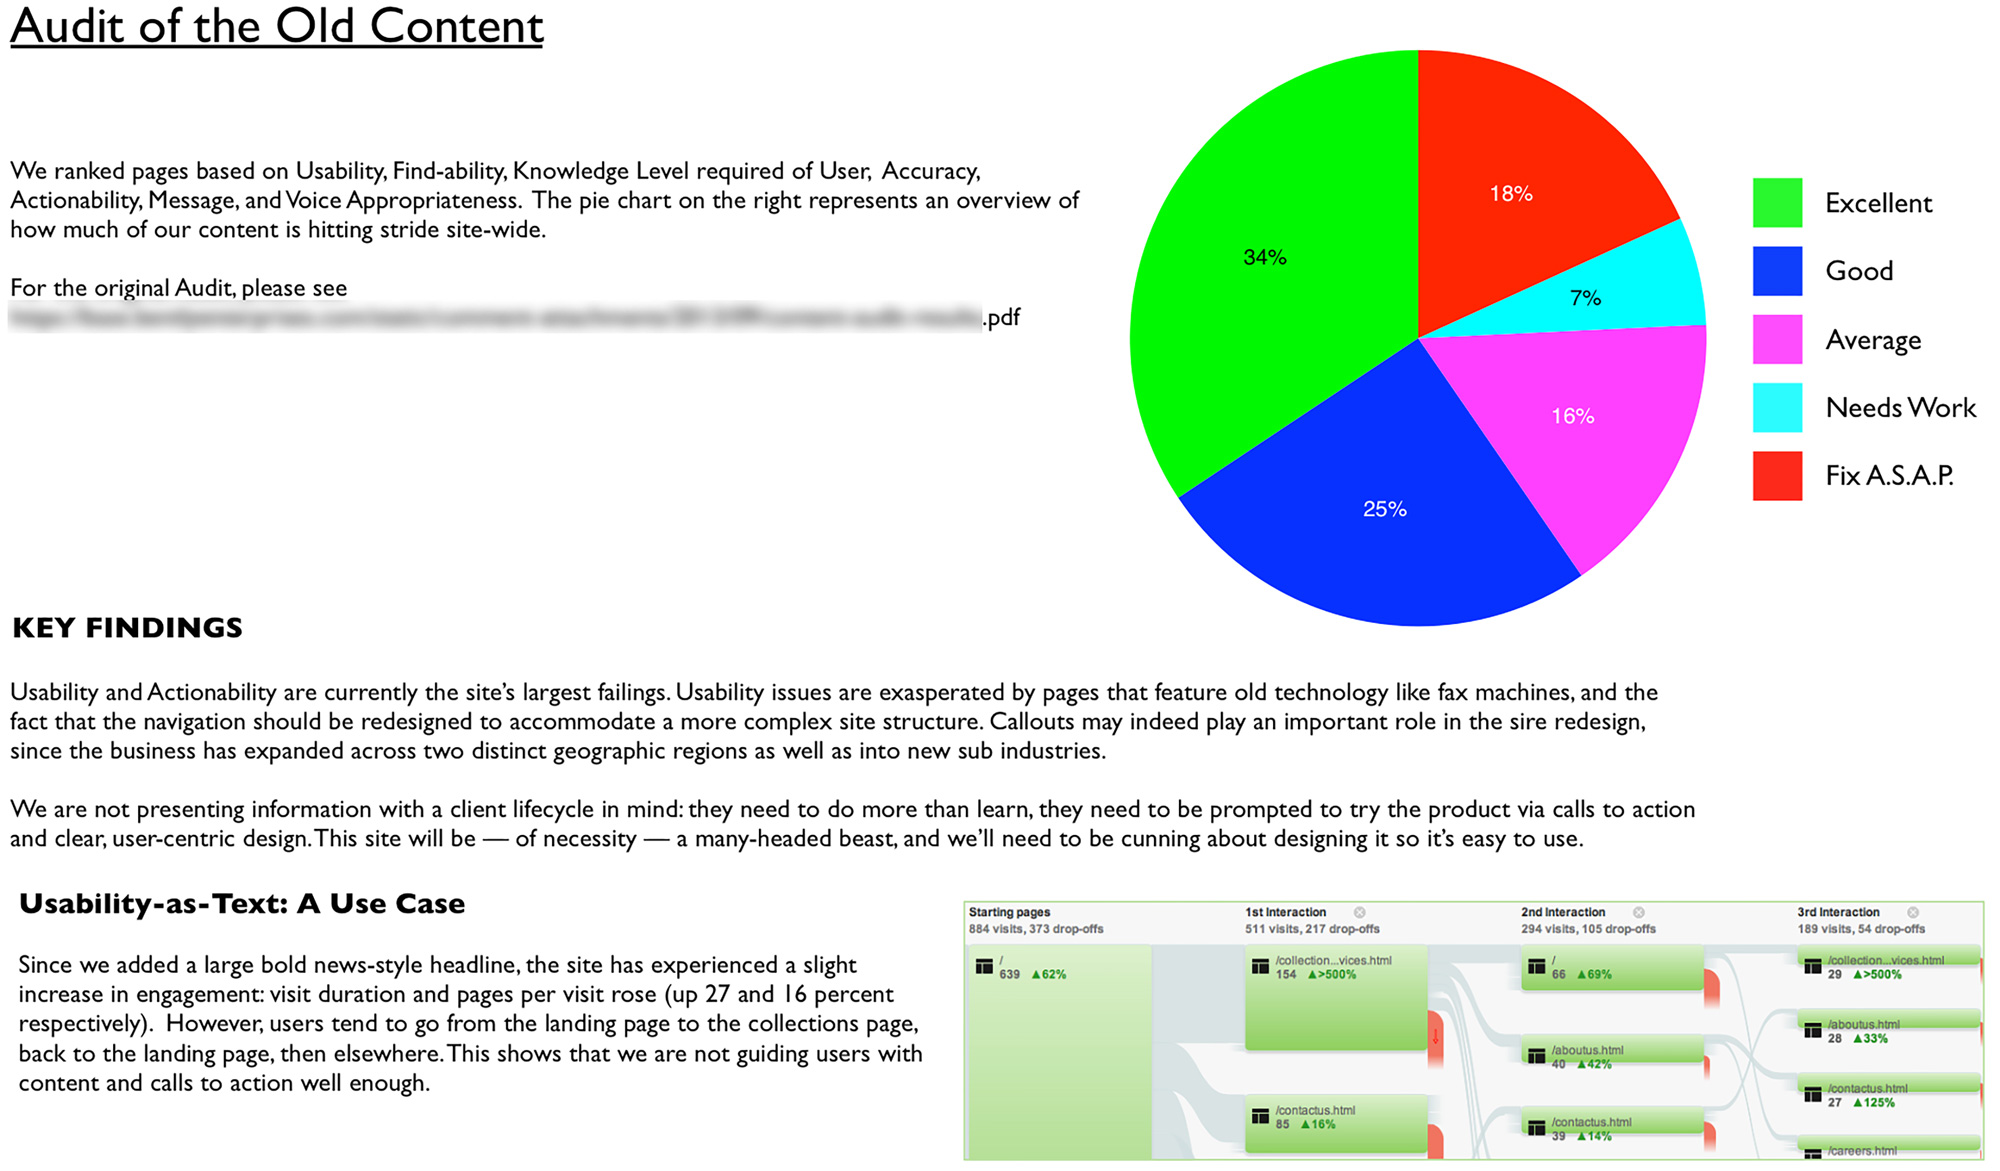 Audit of the Old Content
We ranked pages based on Usability, Find-ability, Knowledge Level required of User, Accuracy,
Actionability, Message, and Voice Appropriateness. The pie chart on the right represents an overview of
how much of our content is hitting stride site-wide.
For the original Audit, please see
.pdf
18%
34%
7%
16%
25%
Excellent
Good
Average
Needs Work
Fix A.S.A.P.
KEY FINDINGS
Usability and Actionability are currently the site's largest failings. Usability issues are exasperated by pages that feature old technology like fax machines, and the
fact that the navigation should be redesigned to accommodate a more complex site structure. Callouts may indeed play an important role in the sire redesign,
since the business has expanded across two distinct geographic regions as well as into new sub industries.
We are not presenting information with a client lifecycle in mind: they need to do more than learn, they need to be prompted to try the product via calls to action
and clear, user-centric design. This site will be — of necessity — a many-headed beast, and we'll need to be cunning about designing it so it's easy to use.
Usability-as-Text: A Use Case
Since we added a large bold news-style headline, the site has experienced a slight
increase in engagement: visit duration and pages per visit rose (up 27 and 16 percent
respectively). However, users tend to go from the landing page to the collections page,
back to the landing page, then elsewhere. This shows that we are not guiding users with
content and calls to action well enough.
Starting pages
884 visits, 373 drop-offs
/
639 ▲62%
1st Interaction
511 visits, 217 drop-offs
/collection...vices.html
154 ▲>500%
/contactus.html
85 ▲16%
2nd Interaction
294 visits, 105 drop-offs
/
66 ▲69%
/aboutus.html
40 ▲42%
/contactus.html
39 ▲14%
3rd Interaction
189 visits, 54 drop-offs
/collection...vices.html
29 ▲>500%
/aboutus.html
28 ▲33%
/contactus.html
27 ▲125%
/careers.html